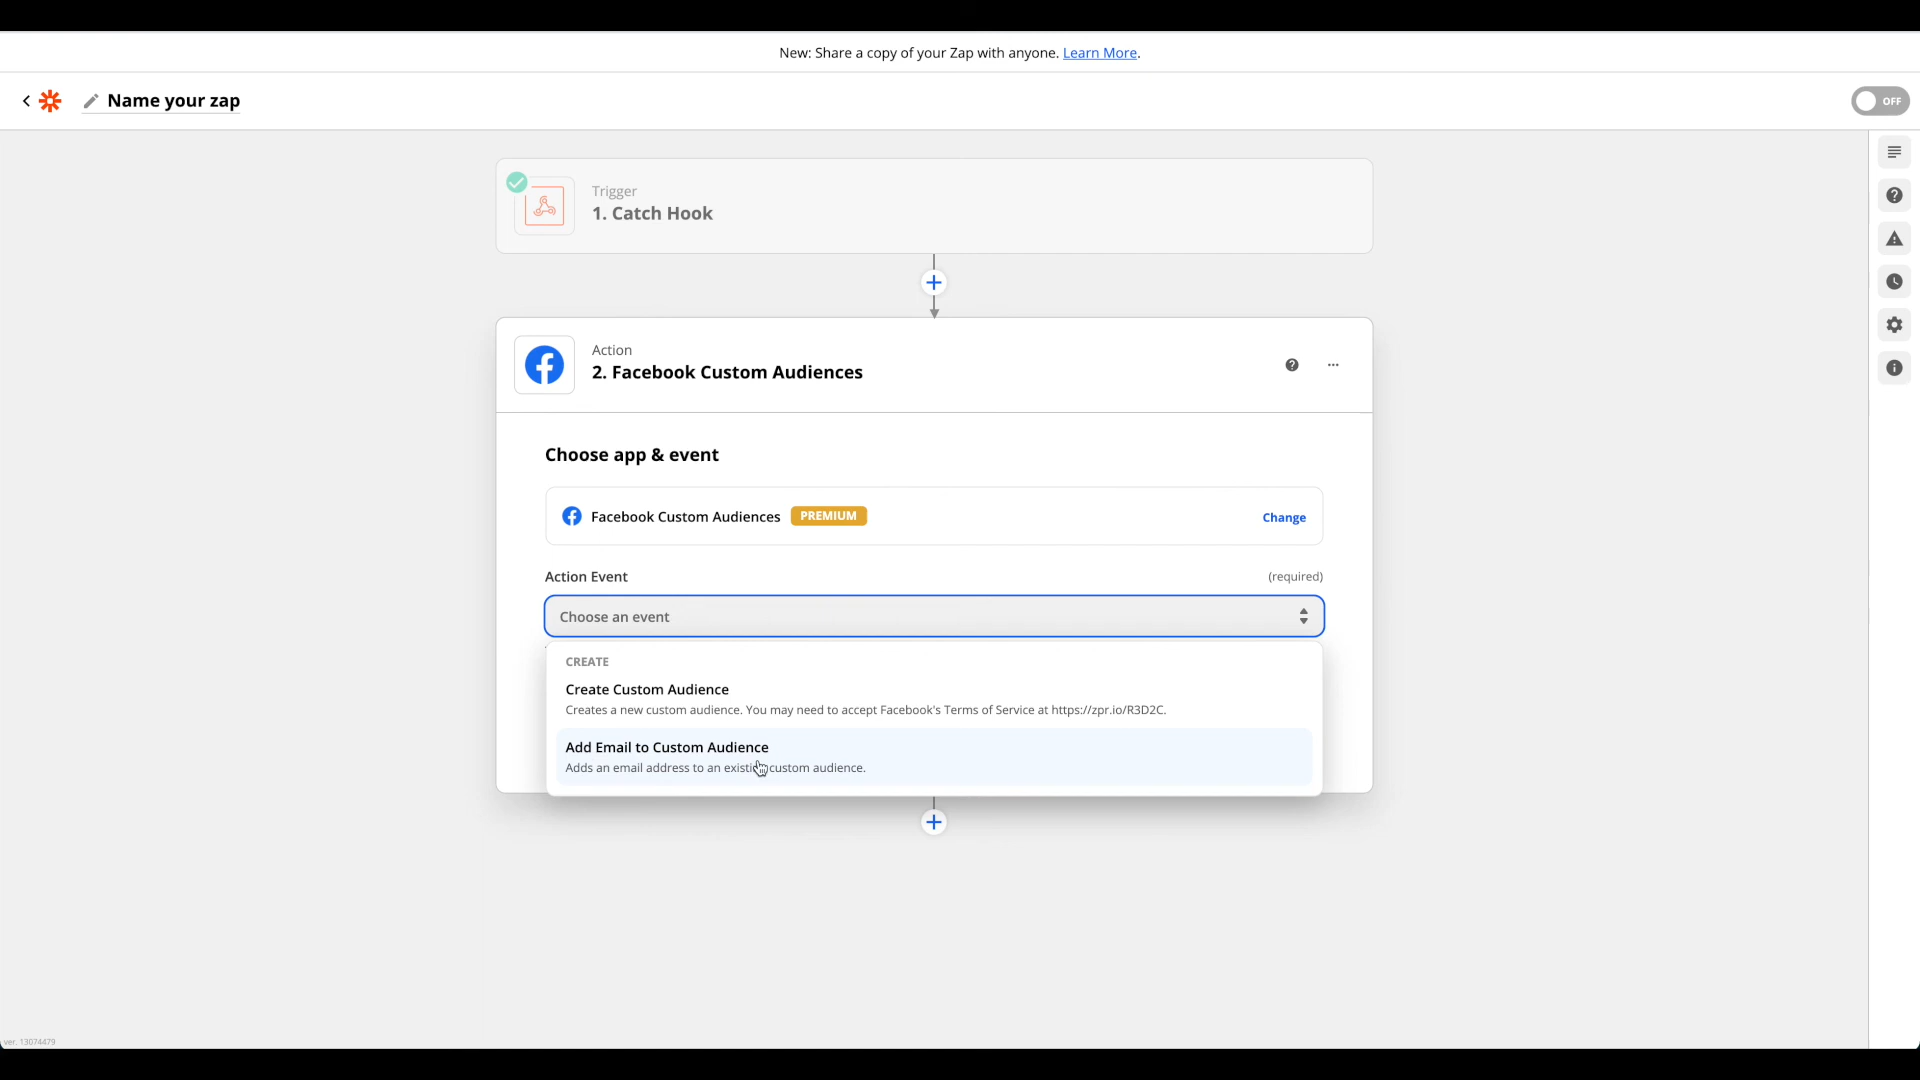 New: Share a copy of your Zap with anyone. Learn More.
Name your zap
OFF
Trigger
1. Catch Hook
Action
2. Facebook Custom Audiences
Choose app & event
Facebook Custom Audiences PREMIUM Change
Action Event (required)
Choose an event
CREATE
Create Custom Audience
Creates a new custom audience. You may need to accept Facebook's Terms of Service at https://zpr.io/R3D2C.
Add Email to Custom Audience
Adds an email address to an existing custom audience.
ver. 13074479